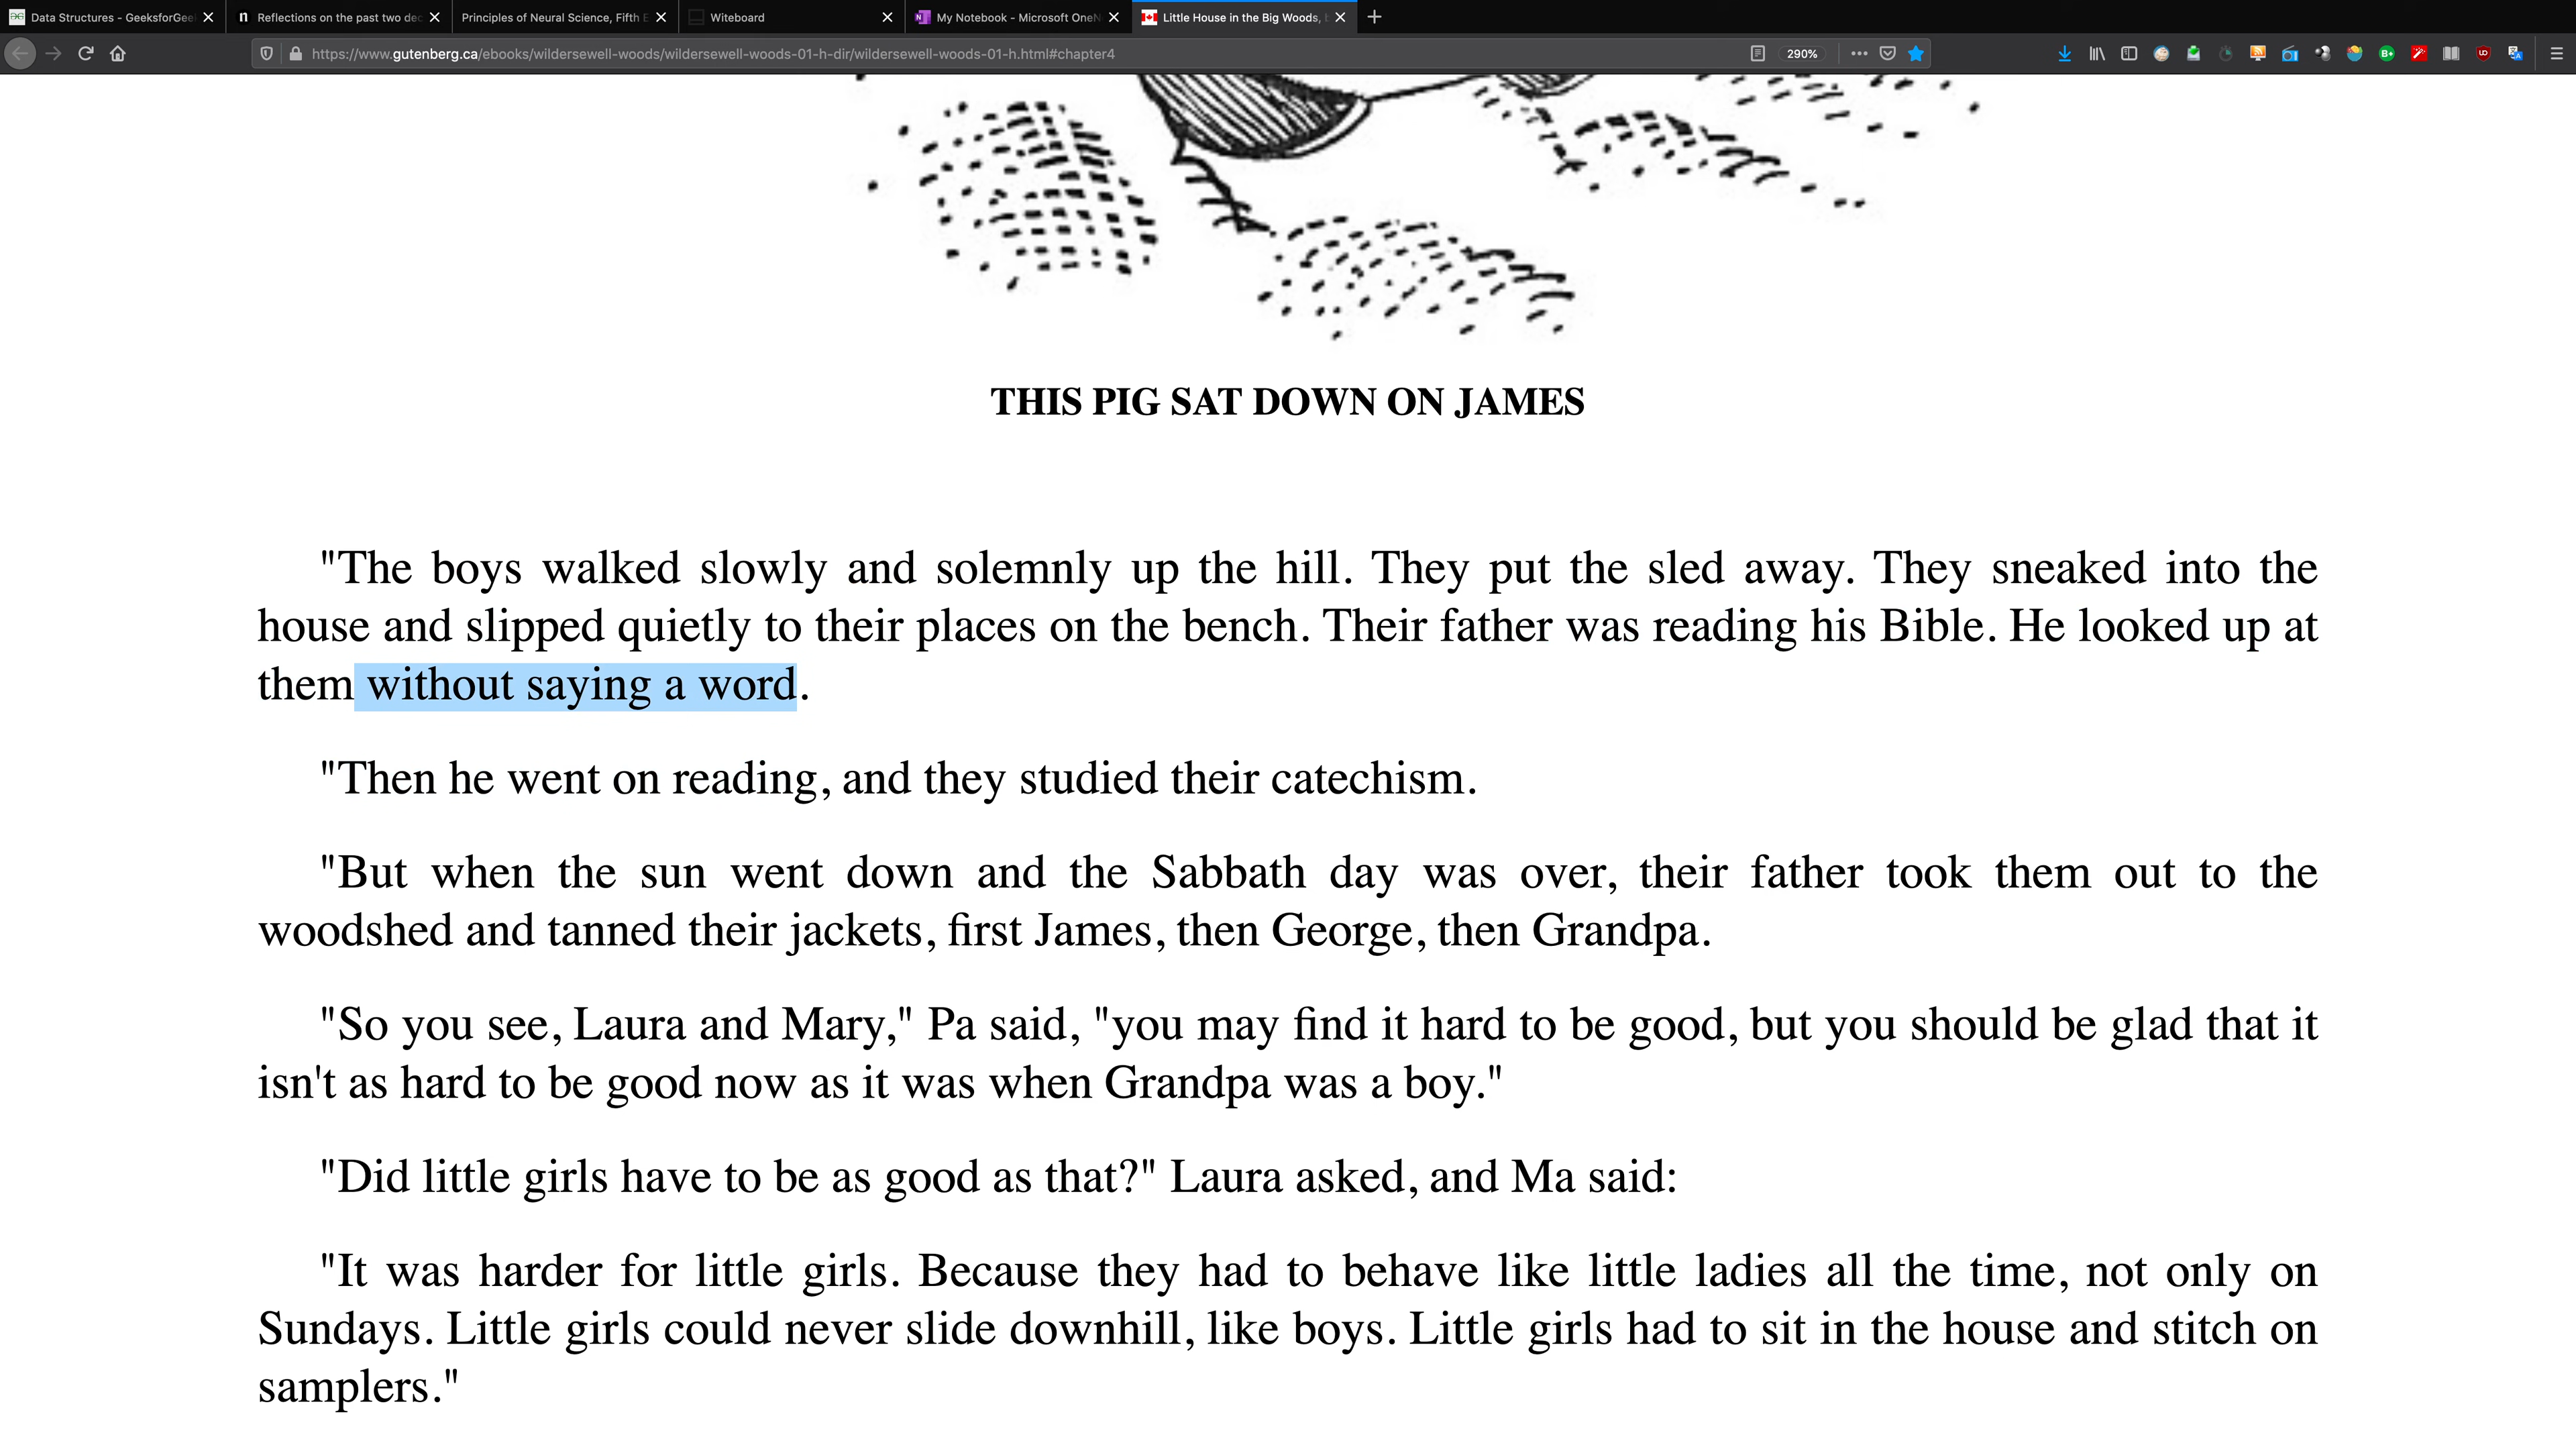 Data Structures - GeeksforGee
Reflections on the past two dec
Principles of Neural Science, Fifth E
Witeboard
My Notebook - Microsoft OneN
Little House in the Big Woods, b
https://www.gutenberg.ca/ebooks/wildersewell-woods/wildersewell-woods-01-h-dir/wildersewell-woods-01-h.html#chapter4
290%
THIS PIG SAT DOWN ON JAMES
"The boys walked slowly and solemnly up the hill. They put the sled away. They sneaked into the
house and slipped quietly to their places on the bench. Their father was reading his Bible. He looked up at
them without saying a word.
"Then he went on reading, and they studied their catechism.
"But when the sun went down and the Sabbath day was over, their father took them out to the
woodshed and tanned their jackets, first James, then George, then Grandpa.
"So you see, Laura and Mary," Pa said, "you may find it hard to be good, but you should be glad that it
isn't as hard to be good now as it was when Grandpa was a boy."
"Did little girls have to be as good as that?" Laura asked, and Ma said:
"It was harder for little girls. Because they had to behave like little ladies all the time, not only on
Sundays. Little girls could never slide downhill, like boys. Little girls had to sit in the house and stitch on
samplers."